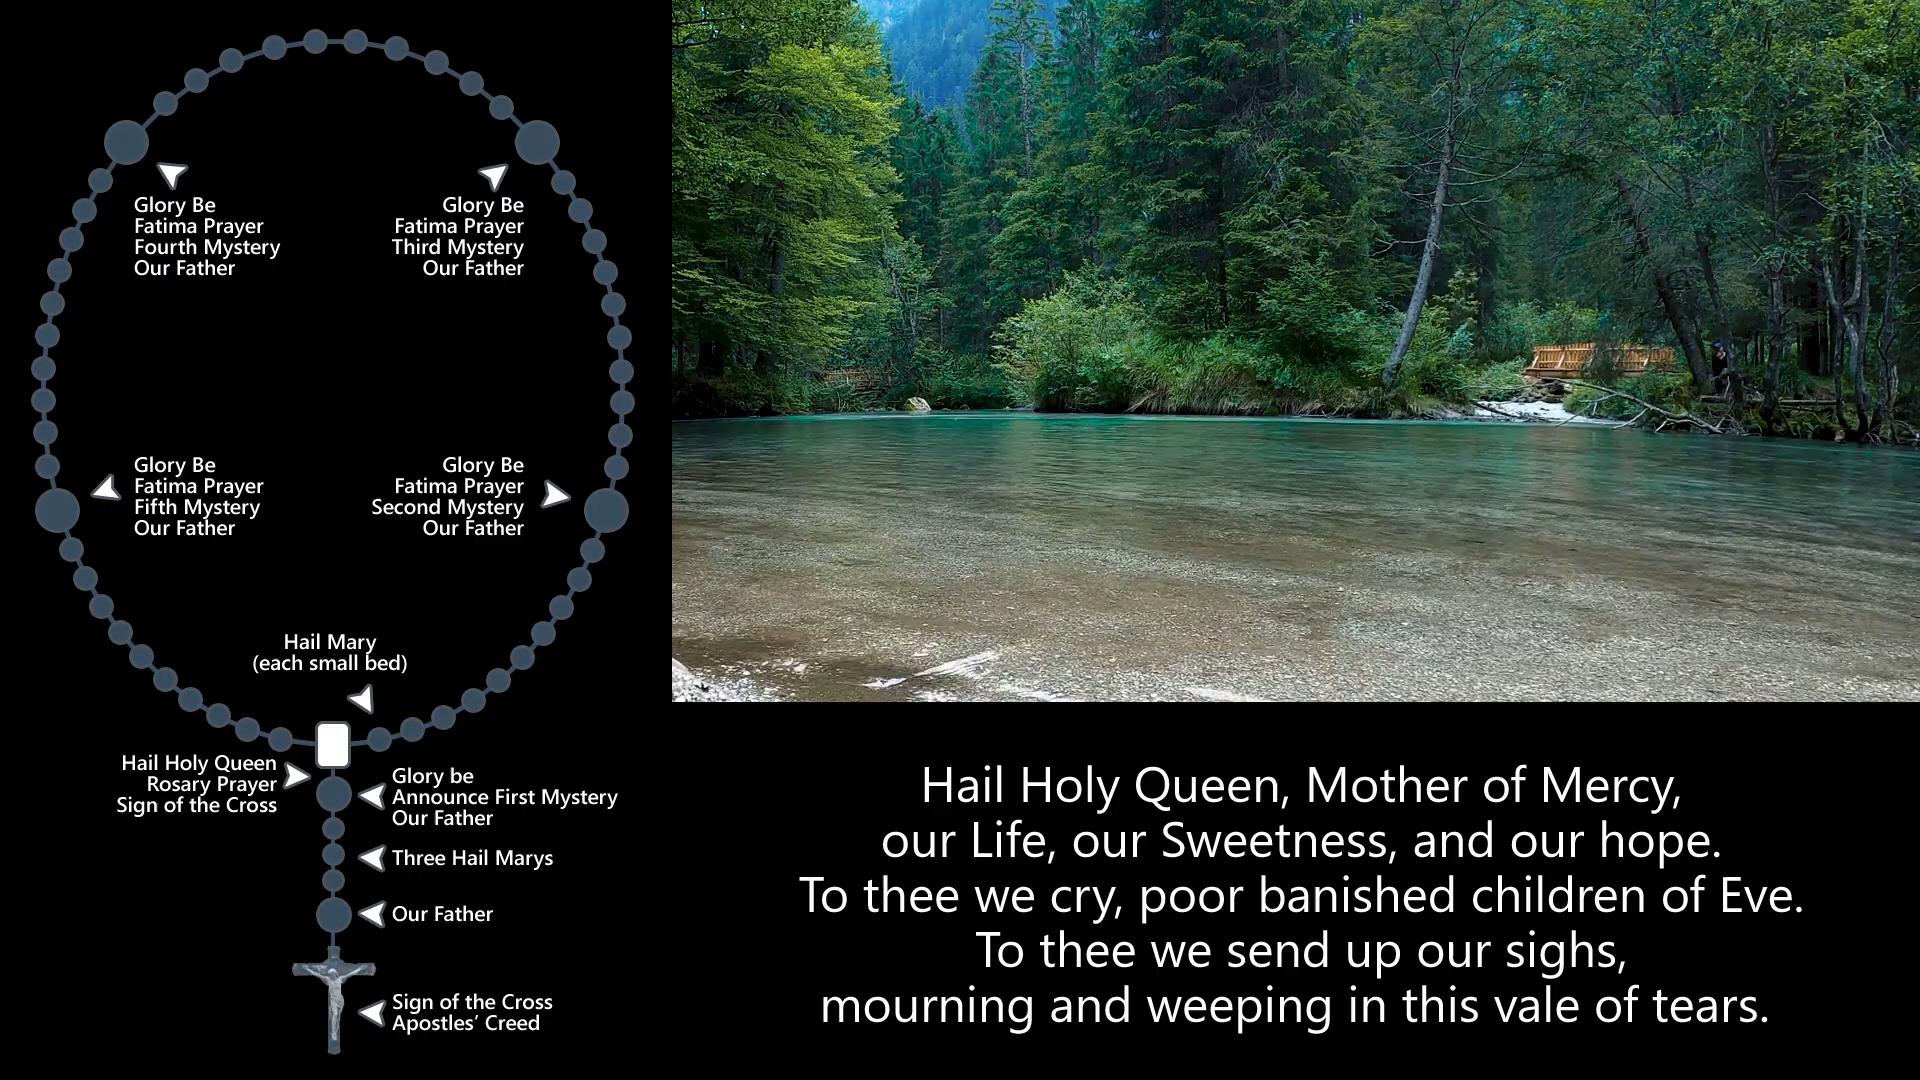 Glory Be
Fatima Prayer
Fourth Mystery
Our Father
Glory Be
Fatima Prayer
Third Mystery
Our Father
Glory Be
Fatima Prayer
Fifth Mystery
Our Father
Glory Be
Fatima Prayer
Second Mystery
Our Father
Hail Mary
(each small bed)
Hail Holy Queen
Rosary Prayer
Sign of the Cross
Glory be
Announce First Mystery
Our Father
Three Hail Marys
Our Father
Sign of the Cross
Apostles’ Creed
Hail Holy Queen, Mother of Mercy,
our Life, our Sweetness, and our hope.
To thee we cry, poor banished children of Eve.
To thee we send up our sighs,
mourning and weeping in this vale of tears.